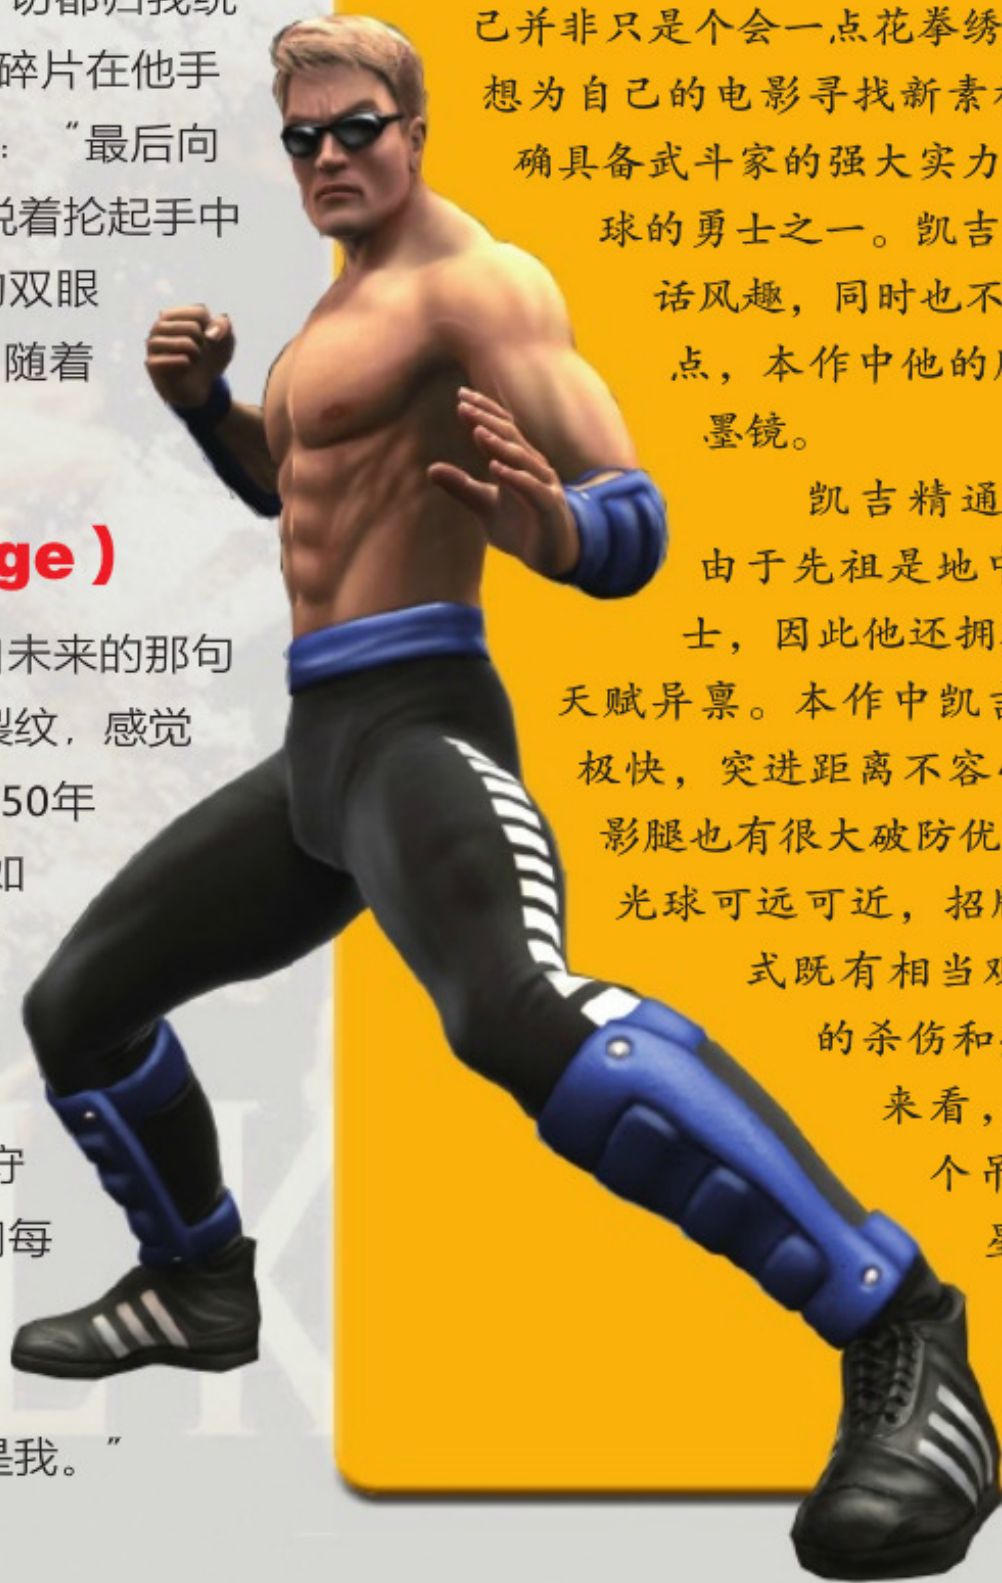 切都归我统
碎片在他手
：“最后向
说着抡起手中
的双眼
随着
ge）
未来的那句
裂纹，感觉
50年
如
守
每
是我。”
己并非只是个会一点花拳绣
想为自己的电影寻找新素材
确具备武斗家的强大实力
球的勇士之一。凯吉
话风趣，同时也不
点，本作中他的
墨镜。
凯吉精通
由于先祖是地中
士，因此他还拥
天赋异禀。本作中凯吉
极快，突进距离不容
影腿也有很大破防优
光球可远可近，招
式既有相当
的杀伤和
来看，
个